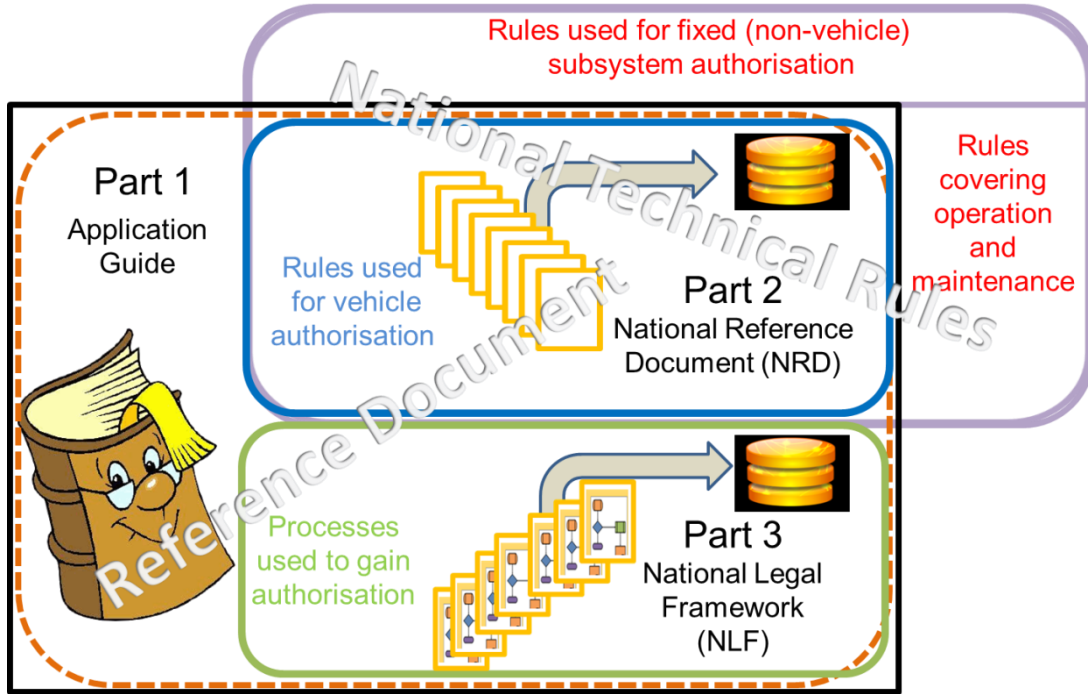 Rules used for fixed (non-vehicle)
subsystem authorisation
National Technical Rules
Rules
covering
operation
and
maintenance
Part 1
Application
Guide
Rules used
for vehicle
authorisation
Part 2
National Reference
Document (NRD)
Reference Document
Processes
used to gain
authorisation
Part 3
National Legal
Framework
(NLF)